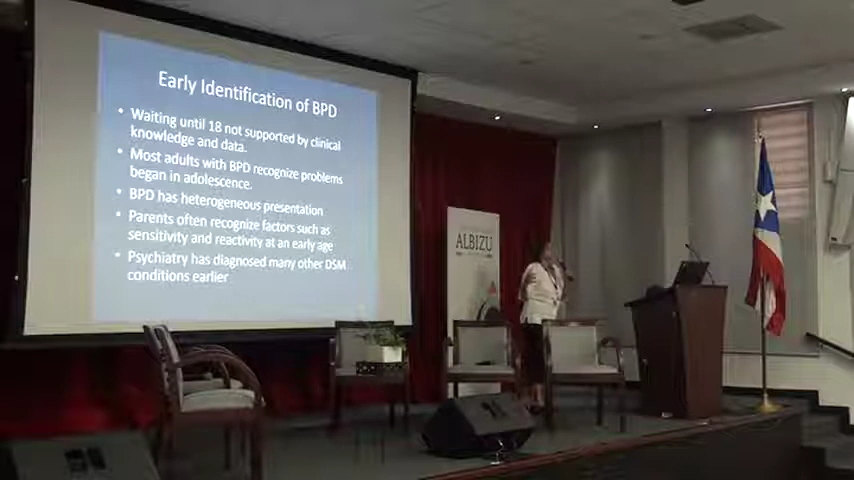 Early Identification of BPD
• Waiting until 18 not supported by clinical
knowledge and data.
• Most adults with BPD recognize problems
began in adolescence.
• BPD has heterogeneous presentation
• Parents often recognize factors such as
sensitivity and reactivity at an early age
• Psychiatry has diagnosed many other DSM
conditions earlier
ALBIZU